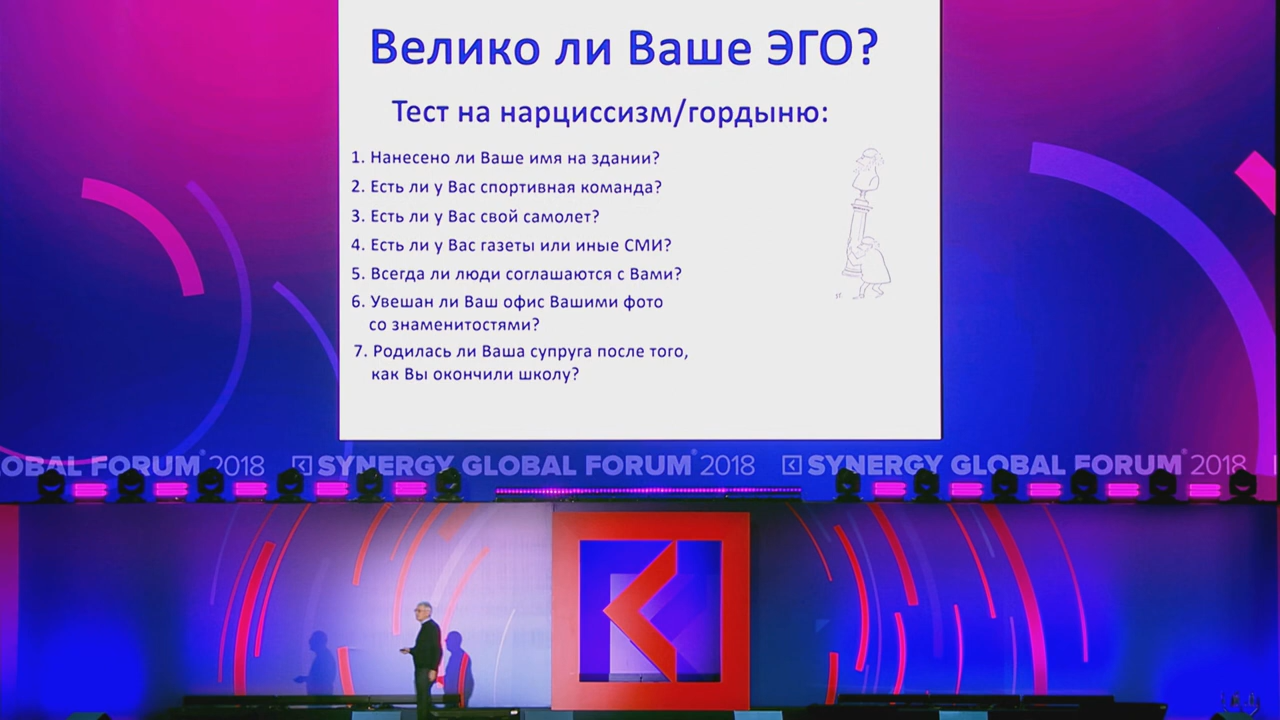 Велико ли Ваше ЭГО?
Тест на нарциссизм/гордыню:
1. Нанесено ли Ваше имя на здании?
2. Есть ли у Вас спортивная команда?
3. Есть ли у Вас свой самолет?
4. Есть ли у Вас газеты или иные СМИ?
5. Всегда ли люди соглашаются с Вами?
6. Увешан ли Ваш офис Вашими фото
со знаменитостями?
7. Родилась ли Ваша супруга после того,
как Вы окончили школу?
OBAL FORUM 2018 SYNERGY GLOBAL FORUM 2018 SYNERGY GLOBAL FORUM 2018